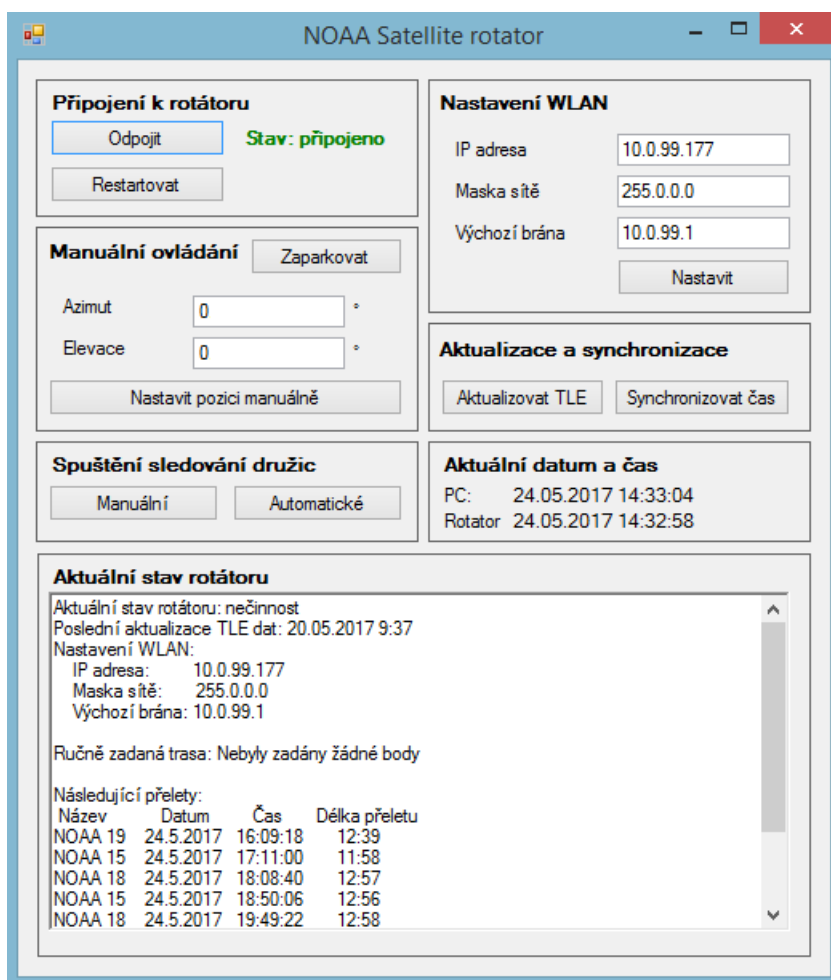 NOAA Satellite rotator
Připojení k rotátoru
Odpojit Stav: připojeno
Restartovat
Nastavení WLAN
IP adresa 10.0.99.177
Maska sítě 255.0.0.0
Výchozí brána 10.0.99.1
Nastavit
Manuální ovládání Zaparkovat
Azimut 0 °
Elevace 0 °
Nastavit pozici manuálně
Aktualizace a synchronizace
Aktualizovat TLE Synchronizovat čas
Spuštění sledování družic
Manuální Automatické
Aktuální datum a čas
PC: 24.05.2017 14:33:04
Rotator 24.05.2017 14:32:58
Aktuální stav rotátoru
Aktuální stav rotátoru: nečinnost
Poslední aktualizace TLE dat: 20.05.2017 9:37
Nastavení WLAN:
IP adresa: 10.0.99.177
Maska sítě: 255.0.0.0
Výchozí brána: 10.0.99.1
Ručně zadaná trasa: Nebyly zadány žádné body
Následující přelety:
Název Datum Čas Délka přeletu
NOAA 19 24.5.2017 16:09:18 12:39
NOAA 15 24.5.2017 17:11:00 11:58
NOAA 18 24.5.2017 18:08:40 12:57
NOAA 15 24.5.2017 18:50:06 12:56
NOAA 18 24.5.2017 19:49:22 12:58